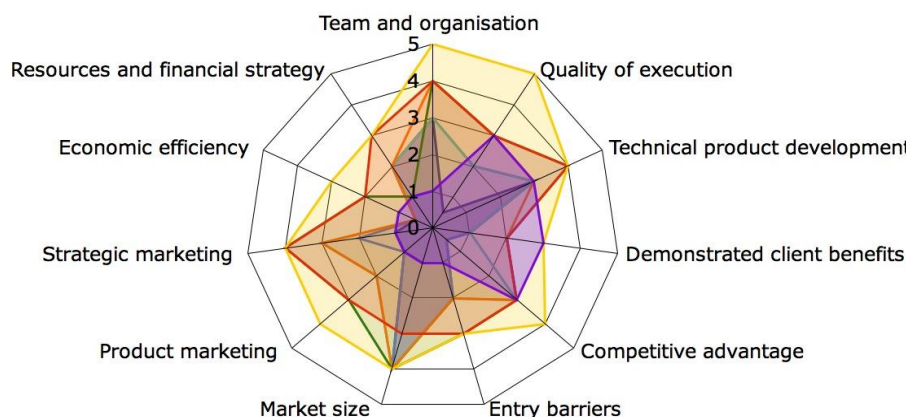 Team and organisation
Resources and financial strategy
Quality of execution
Economic efficiency
Technical product development
Strategic marketing
Demonstrated client benefits
Product marketing
Competitive advantage
Market size
Entry barriers
5
4
3
2
1
0